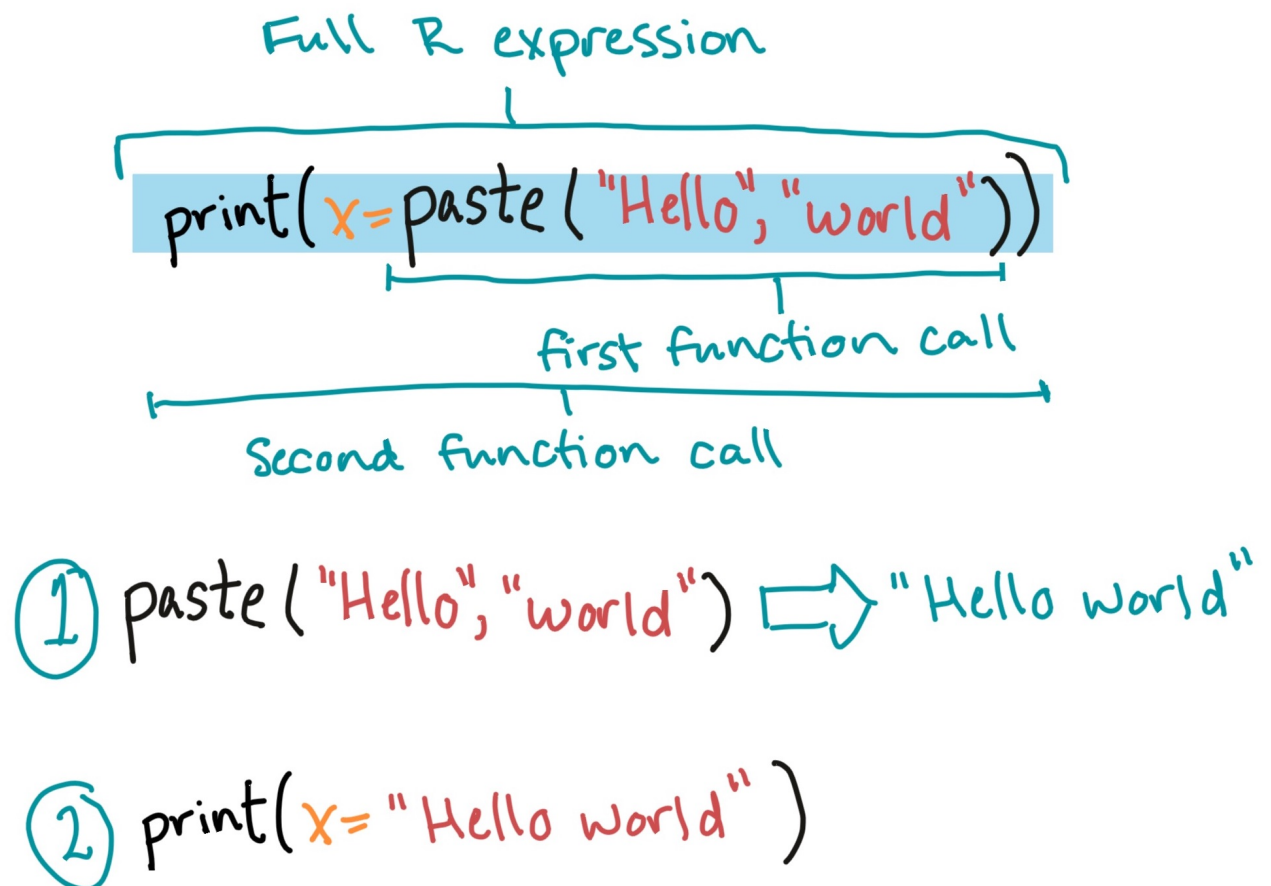 Full R expression
print(x=paste("Hello", "world"))
first function call
Second function call
1 paste("Hello", "world") "Hello world"
2 print(x="Hello world")